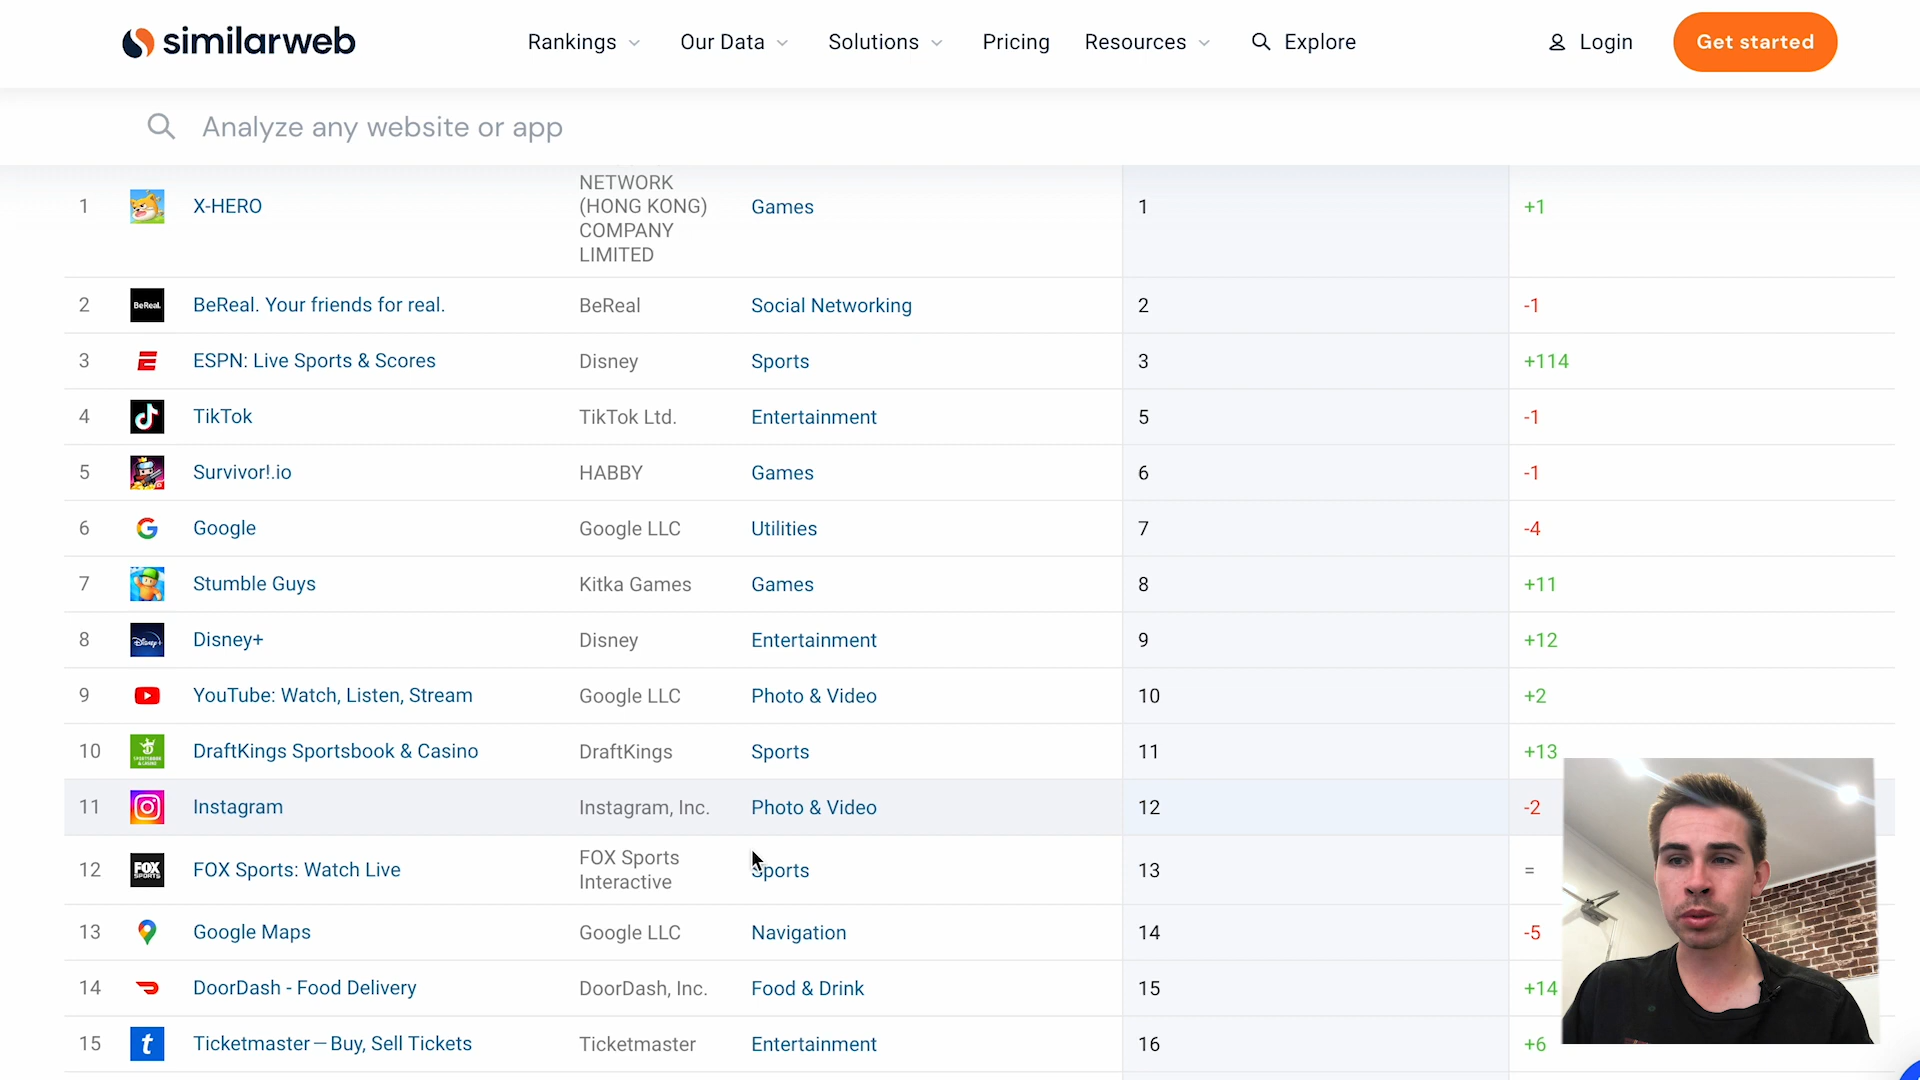 similarweb Rankings Our Data Solutions Pricing Resources Explore Login Get started
Analyze any website or app
1 X-HERO NETWORK (HONG KONG) COMPANY LIMITED Games 1 +1
2 BeReal. BeReal. Your friends for real. BeReal Social Networking 2 -1
3 ESPN: Live Sports & Scores Disney Sports 3 +114
4 TikTok TikTok Ltd. Entertainment 5 -1
5 Survivor!.io HABBY Games 6 -1
6 Google Google LLC Utilities 7 -4
7 Stumble Guys Kitka Games Games 8 +11
8 Disney+ Disney+ Disney Entertainment 9 +12
9 YouTube: Watch, Listen, Stream Google LLC Photo & Video 10 +2
10 DraftKings Sportsbook & Casino DraftKings Sports 11 +13
11 Instagram Instagram, Inc. Photo & Video 12 -2
12 FOX SPORTS FOX Sports: Watch Live FOX Sports Interactive Sports 13 =
13 Google Maps Google LLC Navigation 14 -5
14 DoorDash - Food Delivery DoorDash, Inc. Food & Drink 15 +14
15 t Ticketmaster—Buy, Sell Tickets Ticketmaster Entertainment 16 +6